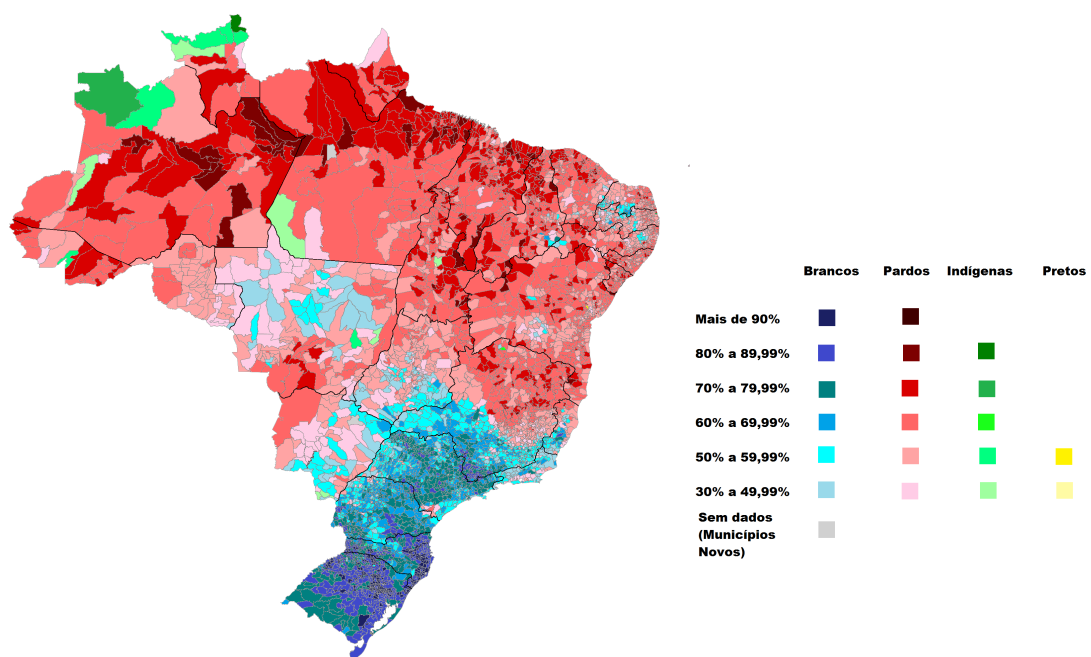 Brancos Pardos Indígenas Pretos
Mais de 90%
80% a 89,99%
70% a 79,99%
60% a 69,99%
50% a 59,99%
30% a 49,99%
Sem dados
(Municípios
Novos)